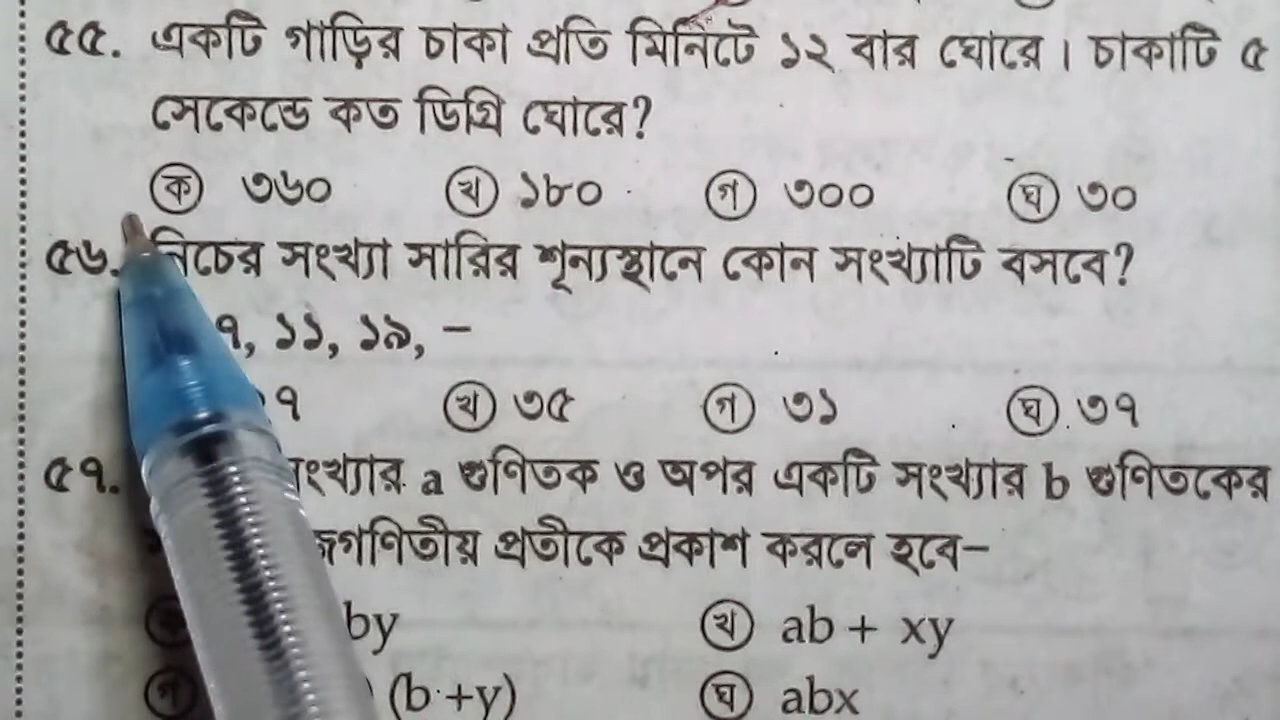 ৫৫. একটি গাড়ির চাকা প্রতি মিনিটে ১২ বার ঘোরে। চাকাটি ৫
সেকেন্ডে কত ডিগ্রি ঘোরে?
ক ৩৬০ খ ১৮০ গ ৩০০ ঘ ৩০
৫৬. নিচের সংখ্যা সারির শূন্যস্থানে কোন সংখ্যাটি বসবে?
৭, ১১, ১৯, –
৭ খ ৩৫ গ ৩১ ঘ ৩৭
৫৭. a গুণিতক ও অপর একটি সংখ্যার b গুণিতকের
প্রতীকে প্রকাশ করলে হবে–
by খ ab + xy
গ (b +y) ঘ abx